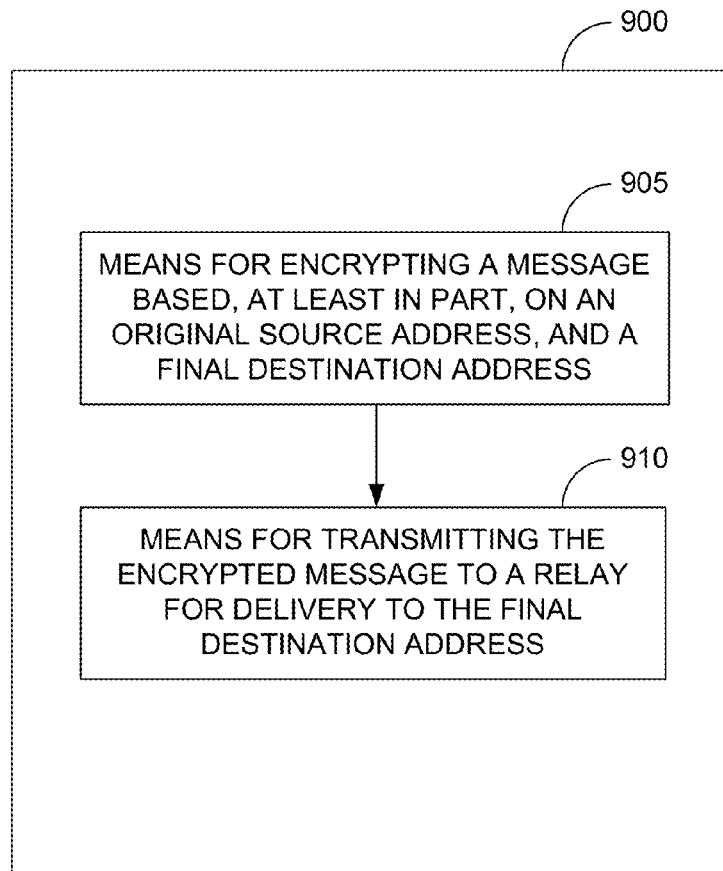 900
905
MEANS FOR ENCRYPTING A MESSAGE
BASED, AT LEAST IN PART, ON AN
ORIGINAL SOURCE ADDRESS, AND A
FINAL DESTINATION ADDRESS
910
MEANS FOR TRANSMITTING THE
ENCRYPTED MESSAGE TO A RELAY
FOR DELIVERY TO THE FINAL
DESTINATION ADDRESS